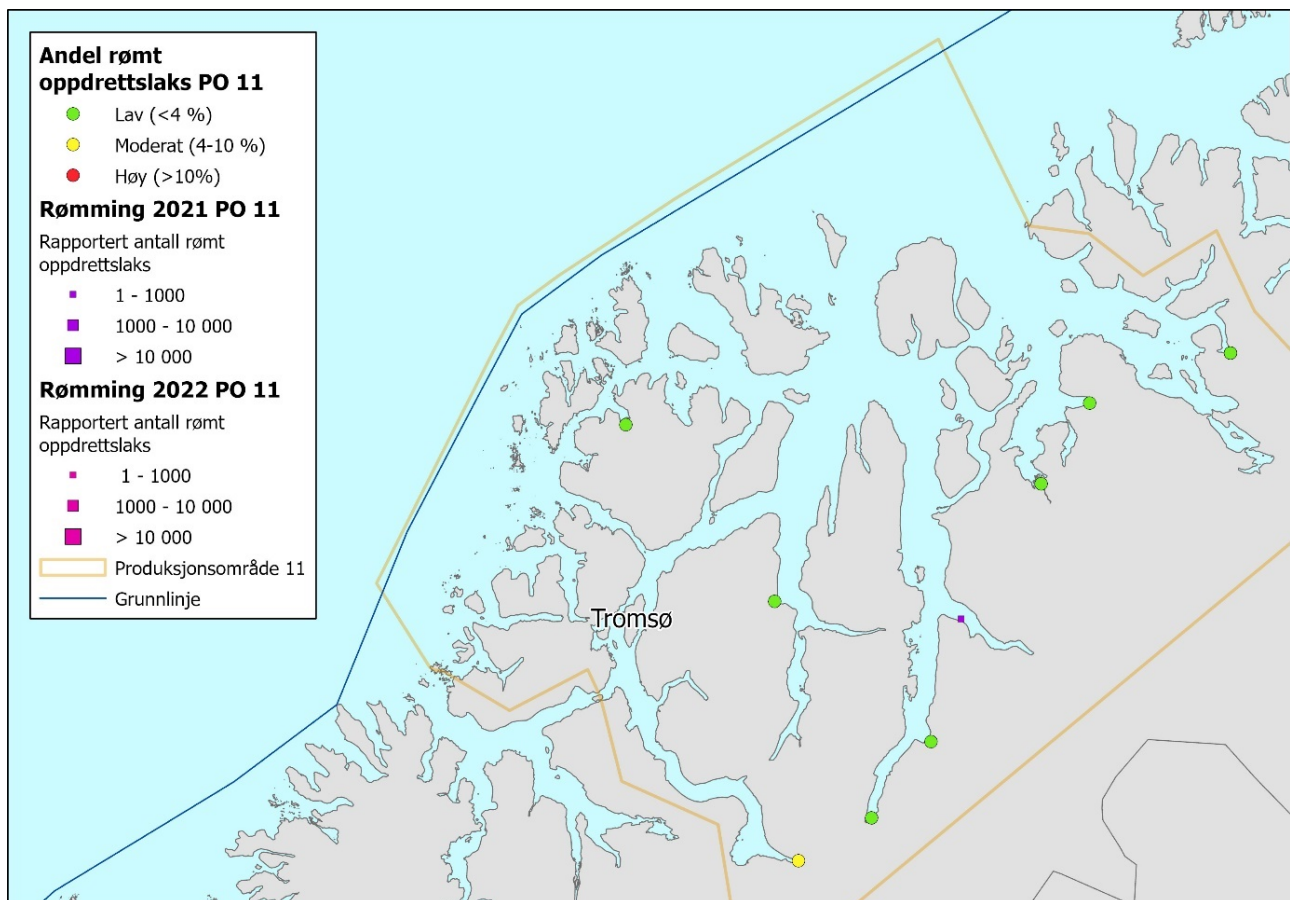 Andel rømt
oppdrettslaks PO 11
Lav (<4 %)
Moderat (4-10 %)
Høy (>10%)
Rømming 2021 PO 11
Rapportert antall rømt
oppdrettslaks
1 - 1000
1000 - 10 000
> 10 000
Rømming 2022 PO 11
Rapportert antall rømt
oppdrettslaks
1 - 1000
1000 - 10 000
> 10 000
Produksjonsområde 11
Grunnlinje
Tromsø